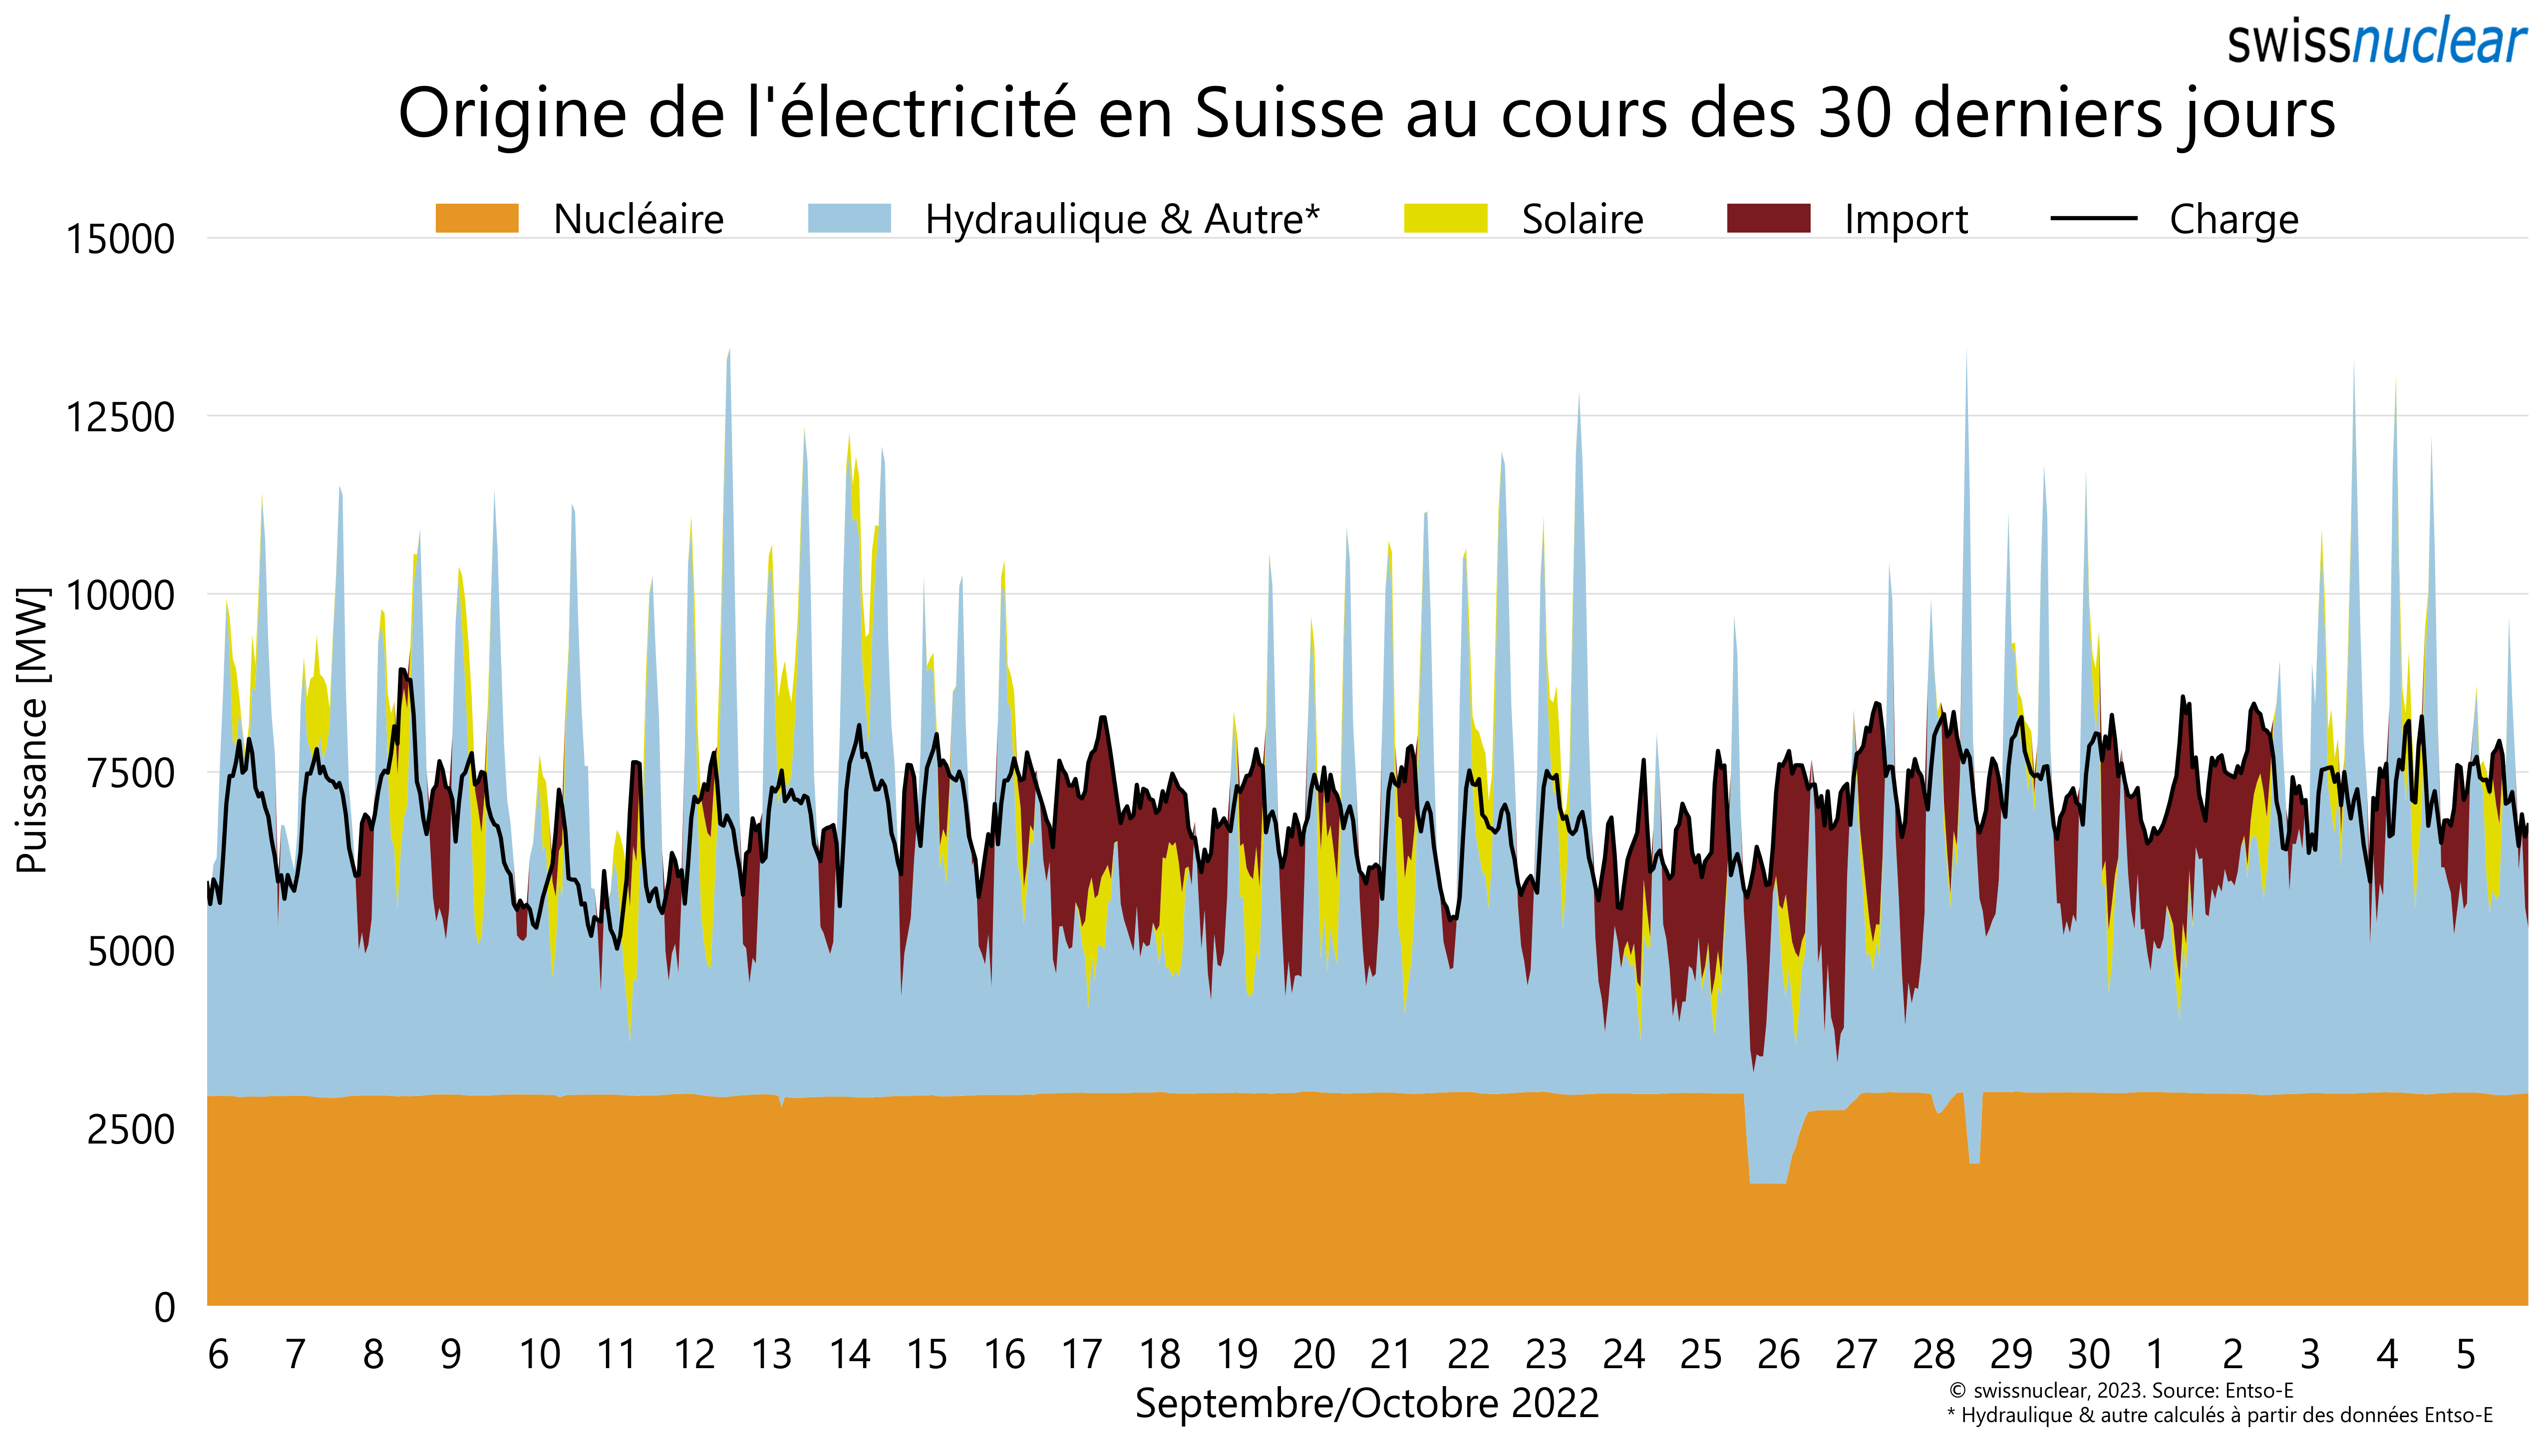 swissnuclear
Origine de l'électricité en Suisse au cours des 30 derniers jours
Nucléaire Hydraulique & Autre* Solaire Import Charge
15000
12500
10000
7500
5000
2500
0
Puissance [MW]
6 7 8 9 10 11 12 13 14 15 16 17 18 19 20 21 22 23 24 25 26 27 28 29 30 1 2 3 4 5
Septembre/Octobre 2022
© swissnuclear, 2023. Source: Entso-E
* Hydraulique & autre calculés à partir des données Entso-E